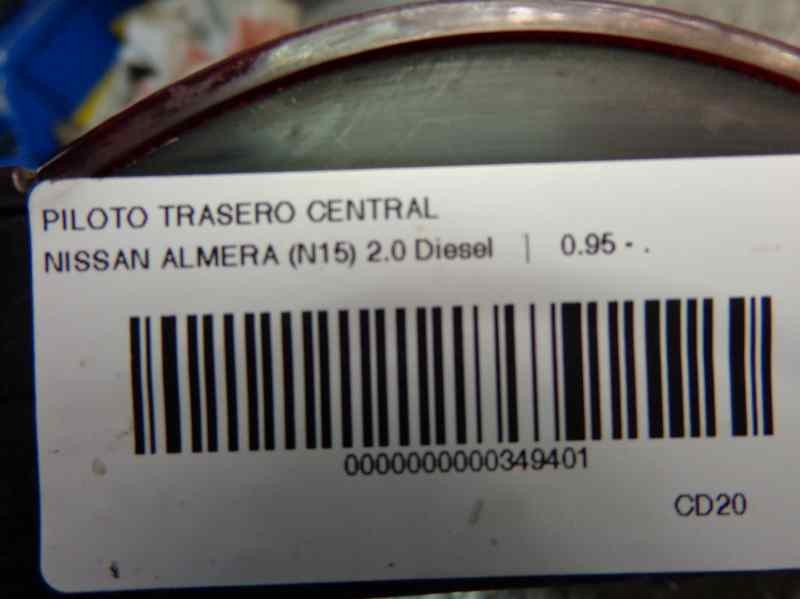 PILOTO TRASERO CENTRAL
NISSAN ALMERA (N15) 2.0 Diesel | 0.95 - .
0000000000349401
CD20